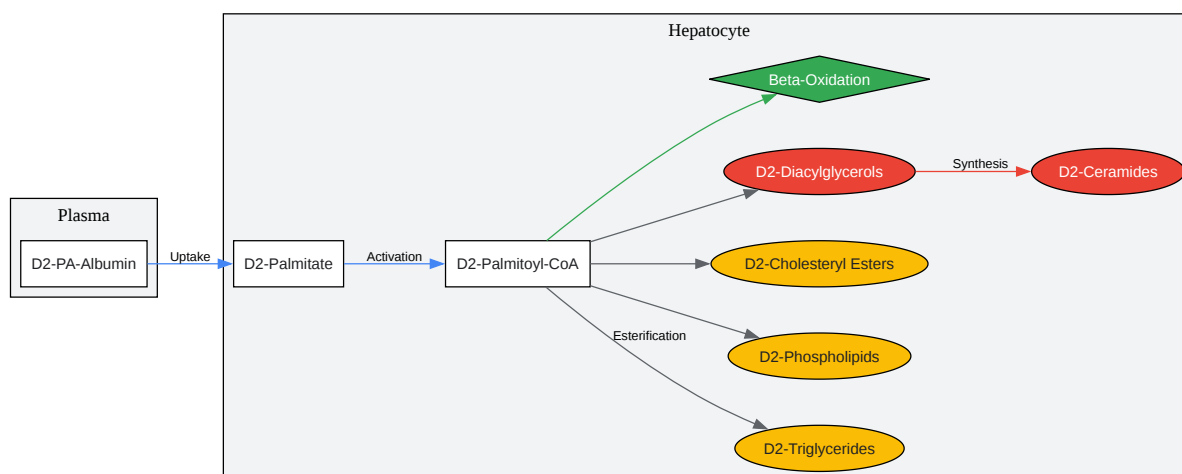 Hepatocyte
Beta-Oxidation
D2-Diacylglycerols
Synthesis
D2-Ceramides
Plasma
D2-PA-Albumin
Uptake
D2-Palmitate
Activation
D2-Palmitoyl-CoA
D2-Cholesteryl Esters
Esterification
D2-Phospholipids
D2-Triglycerides